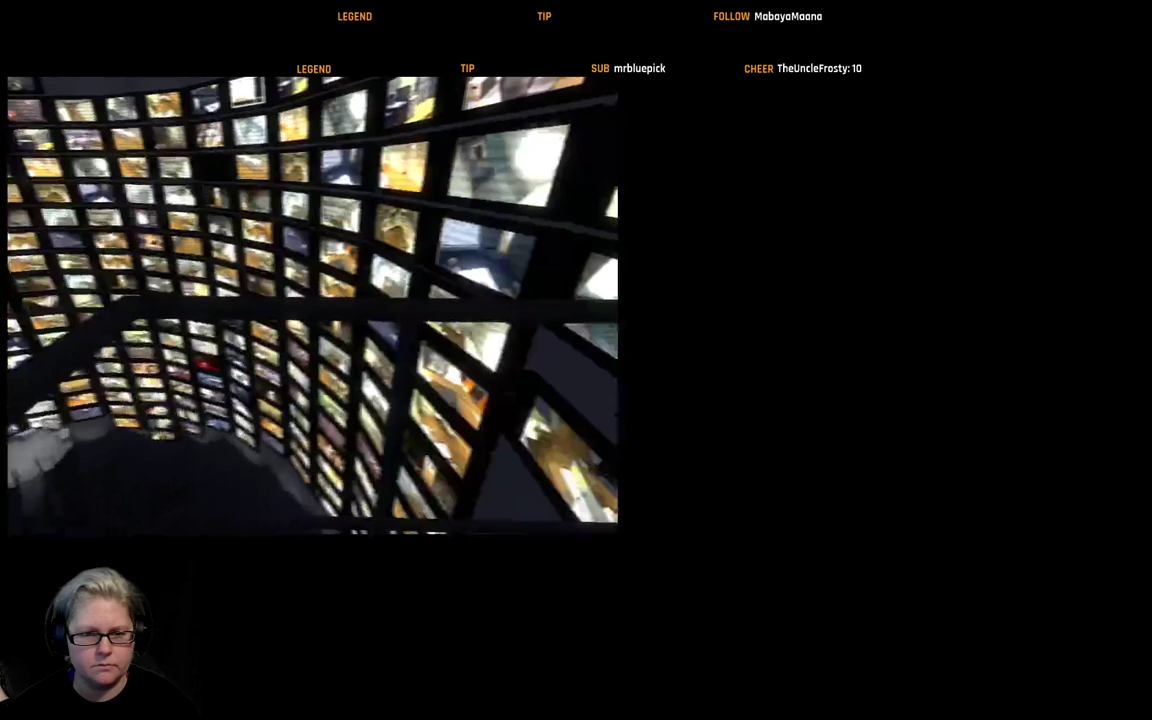 LEGEND TIP FOLLOW MabayaMaana
LEGEND TIP SUB mrbluepick CHEER TheUncleFrosty: 10